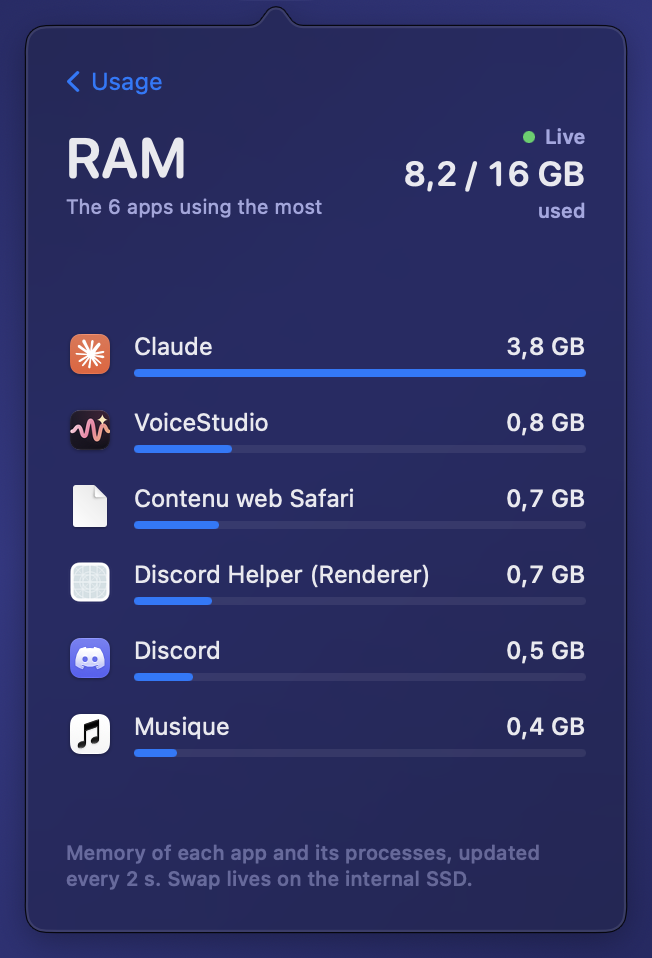 Usage
RAM
The 6 apps using the most
Live
8,2 / 16 GB
used
Claude 3,8 GB
VoiceStudio 0,8 GB
Contenu web Safari 0,7 GB
Discord Helper (Renderer) 0,7 GB
Discord 0,5 GB
Musique 0,4 GB
Memory of each app and its processes, updated
every 2 s. Swap lives on the internal SSD.